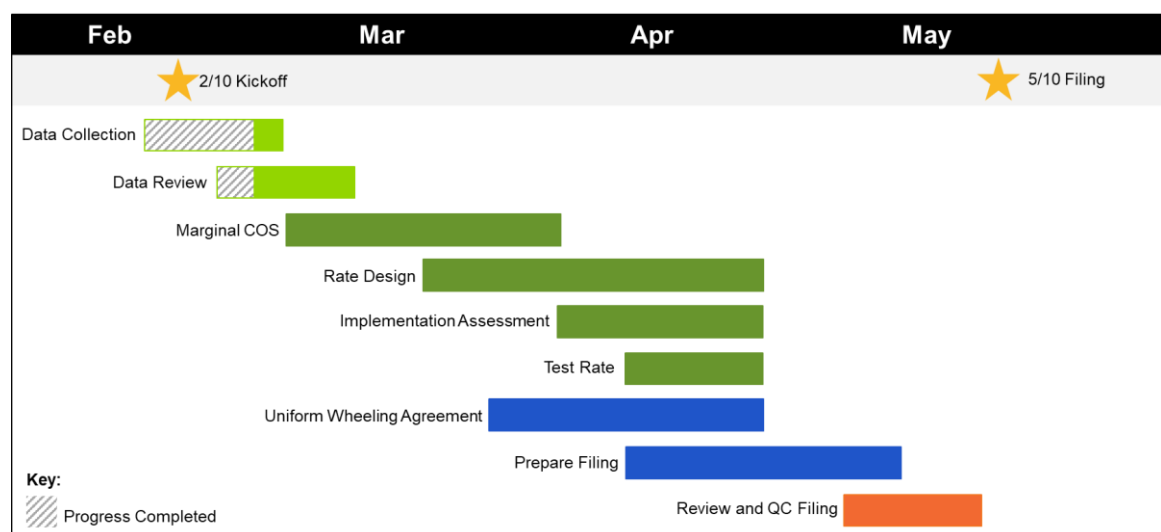 Feb Mar Apr May
2/10 Kickoff 5/10 Filing
Data Collection
Data Review
Marginal COS
Rate Design
Implementation Assessment
Test Rate
Uniform Wheeling Agreement
Prepare Filing
Key:
Review and QC Filing
Progress Completed